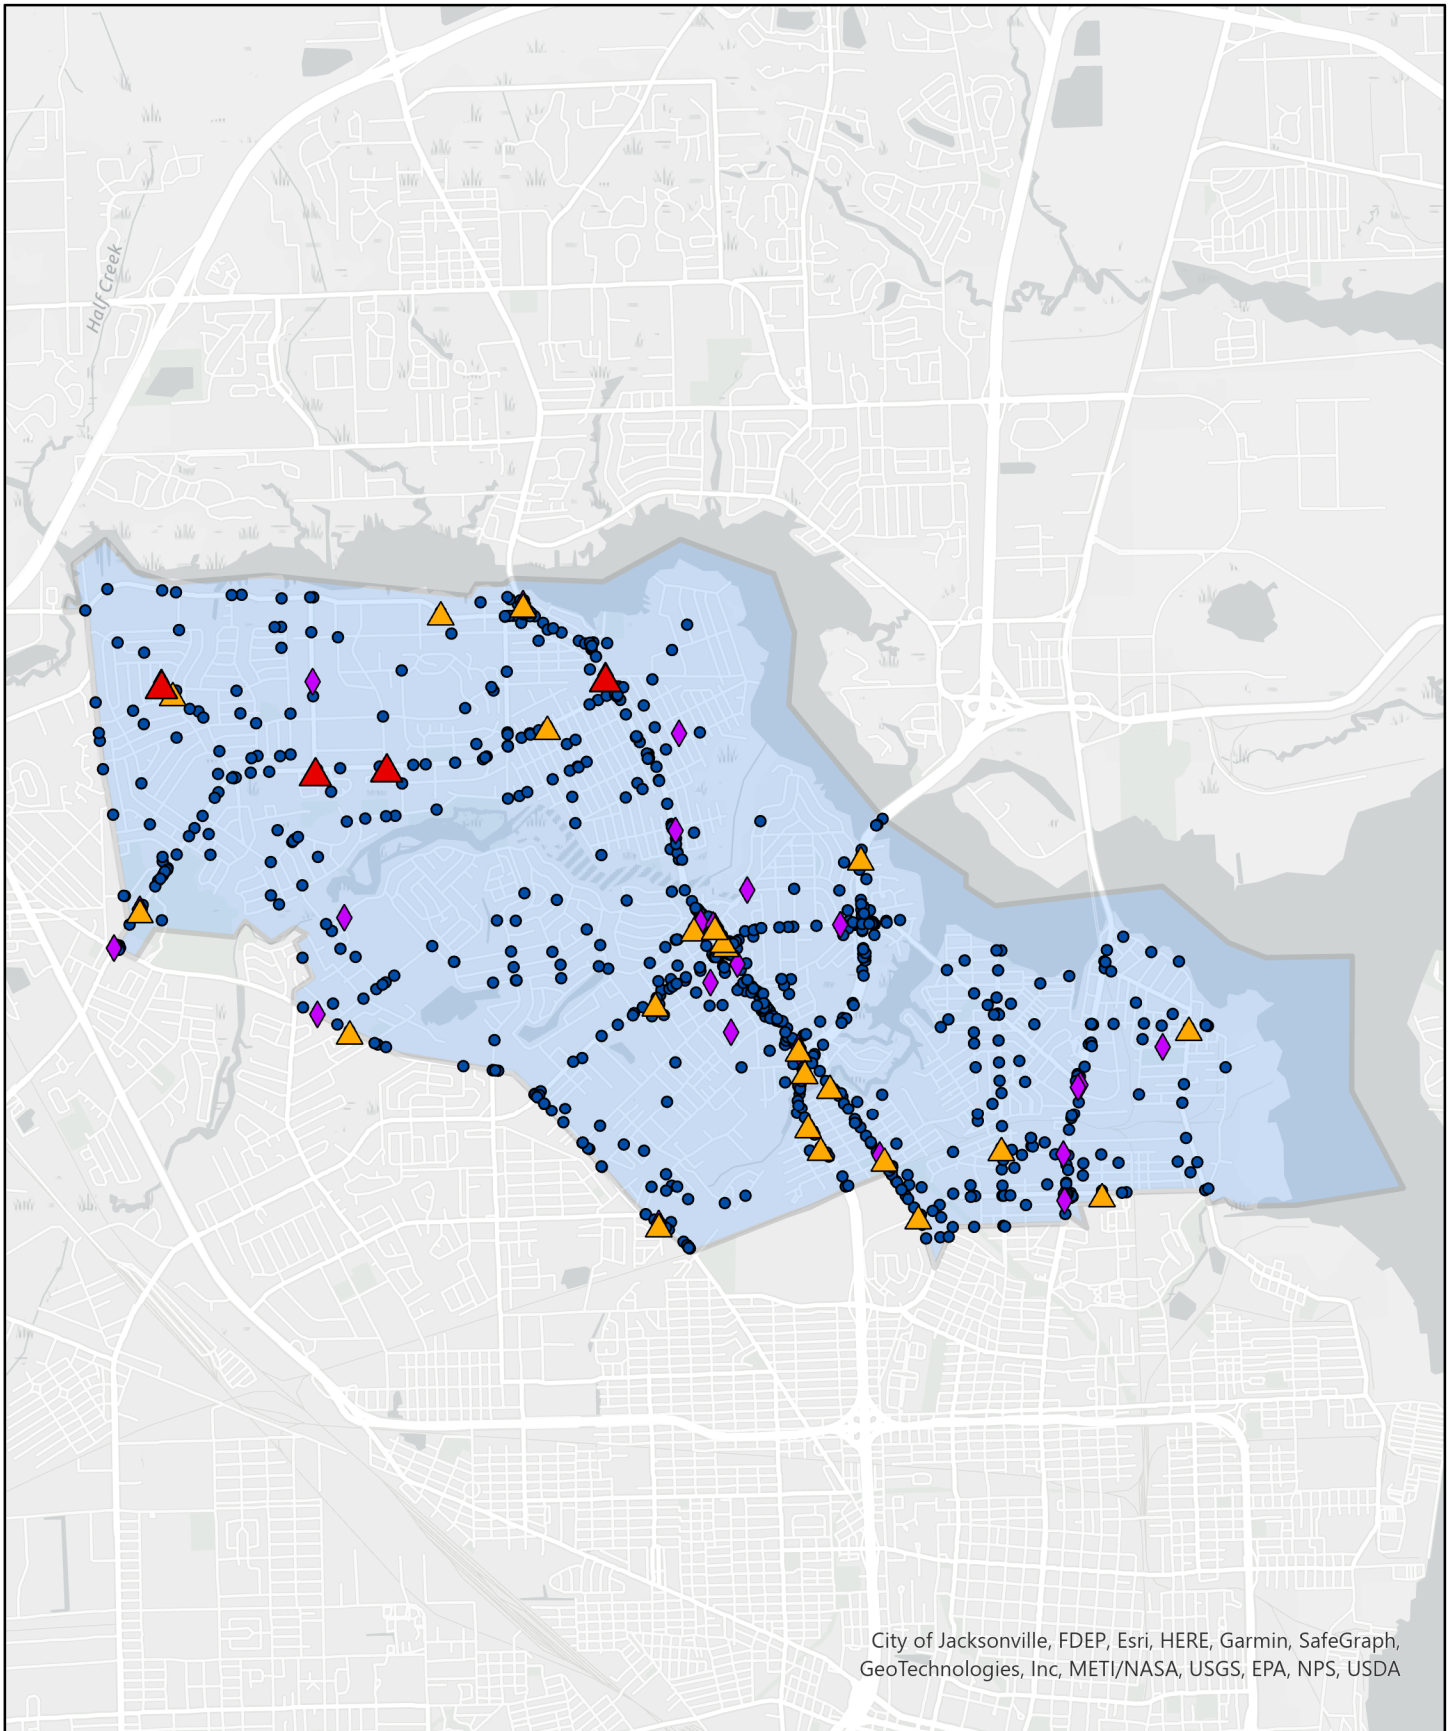 Half Creek
City of Jacksonville, FDEP, Esri, HERE, Garmin, SafeGraph,
GeoTechnologies, Inc, METI/NASA, USGS, EPA, NPS, USDA